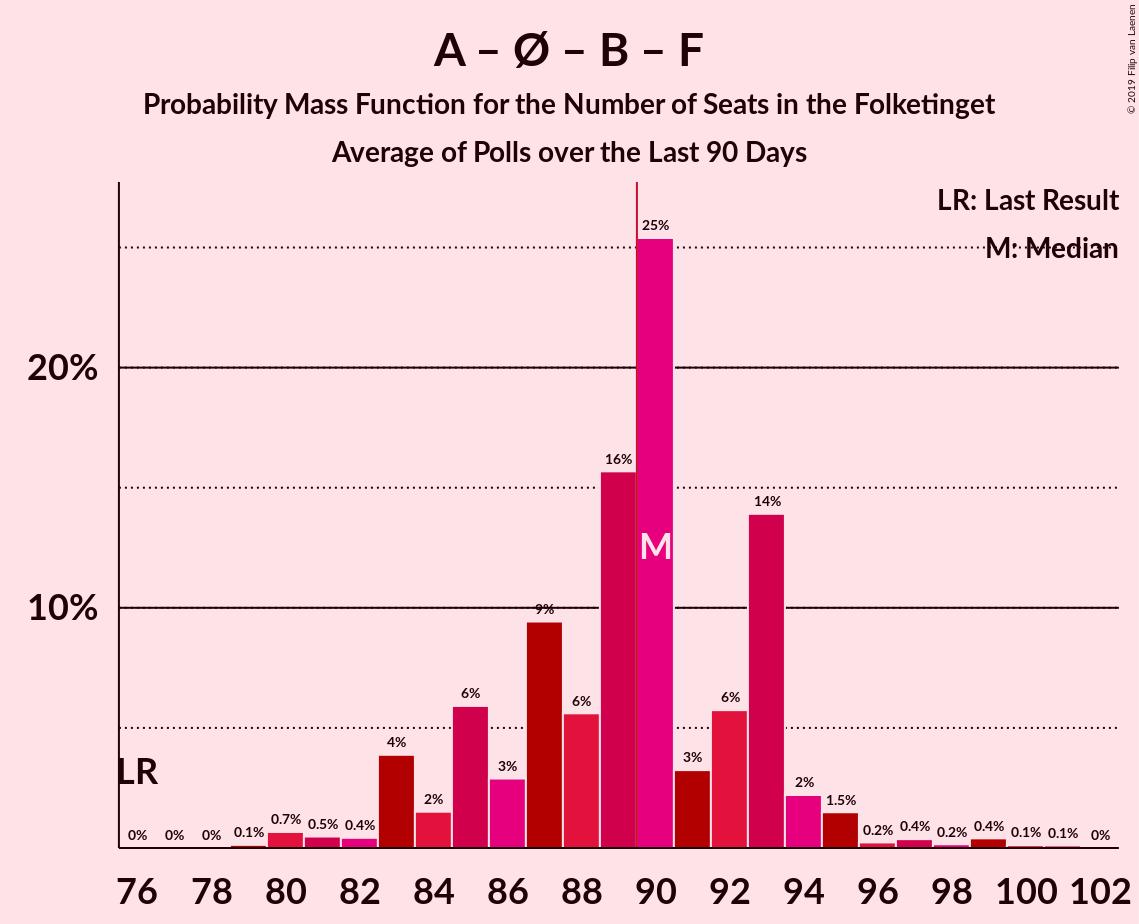 A – Ø – B – F
Probability Mass Function for the Number of Seats in the Folketinget
Average of Polls over the Last 90 Days
© 2019 Filip van Laenen
LR: Last Result
M: Median
25%
20%
16%
14%
M
10%
9%
6%
6%
6%
4%
3%
3%
LR
2%
2%
1.5%
0% 0% 0% 0.1% 0.7% 0.5% 0.4% 0.2% 0.4% 0.2% 0.4% 0.1% 0.1% 0%
76 78 80 82 84 86 88 90 92 94 96 98 100 102